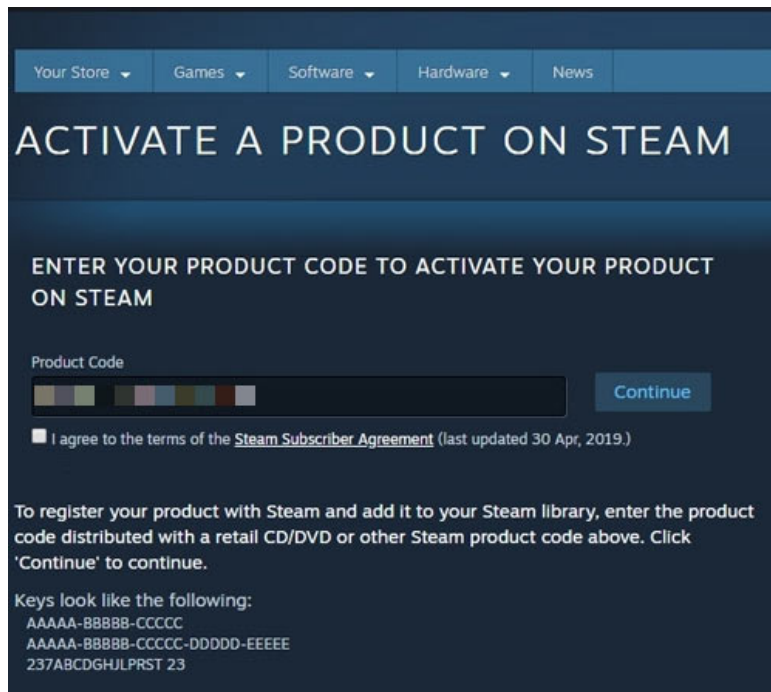 Your Store Games Software Hardware News
ACTIVATE A PRODUCT ON STEAM
ENTER YOUR PRODUCT CODE TO ACTIVATE YOUR PRODUCT
ON STEAM
Product Code
Continue
I agree to the terms of the Steam Subscriber Agreement (last updated 30 Apr, 2019.)
To register your product with Steam and add it to your Steam library, enter the product
code distributed with a retail CD/DVD or other Steam product code above. Click
'Continue' to continue.
Keys look like the following:
AAAAA-BBBBB-CCCCC
AAAAA-BBBBB-CCCCC-DDDDD-EEEEE
237ABCDGHJLPRST 23